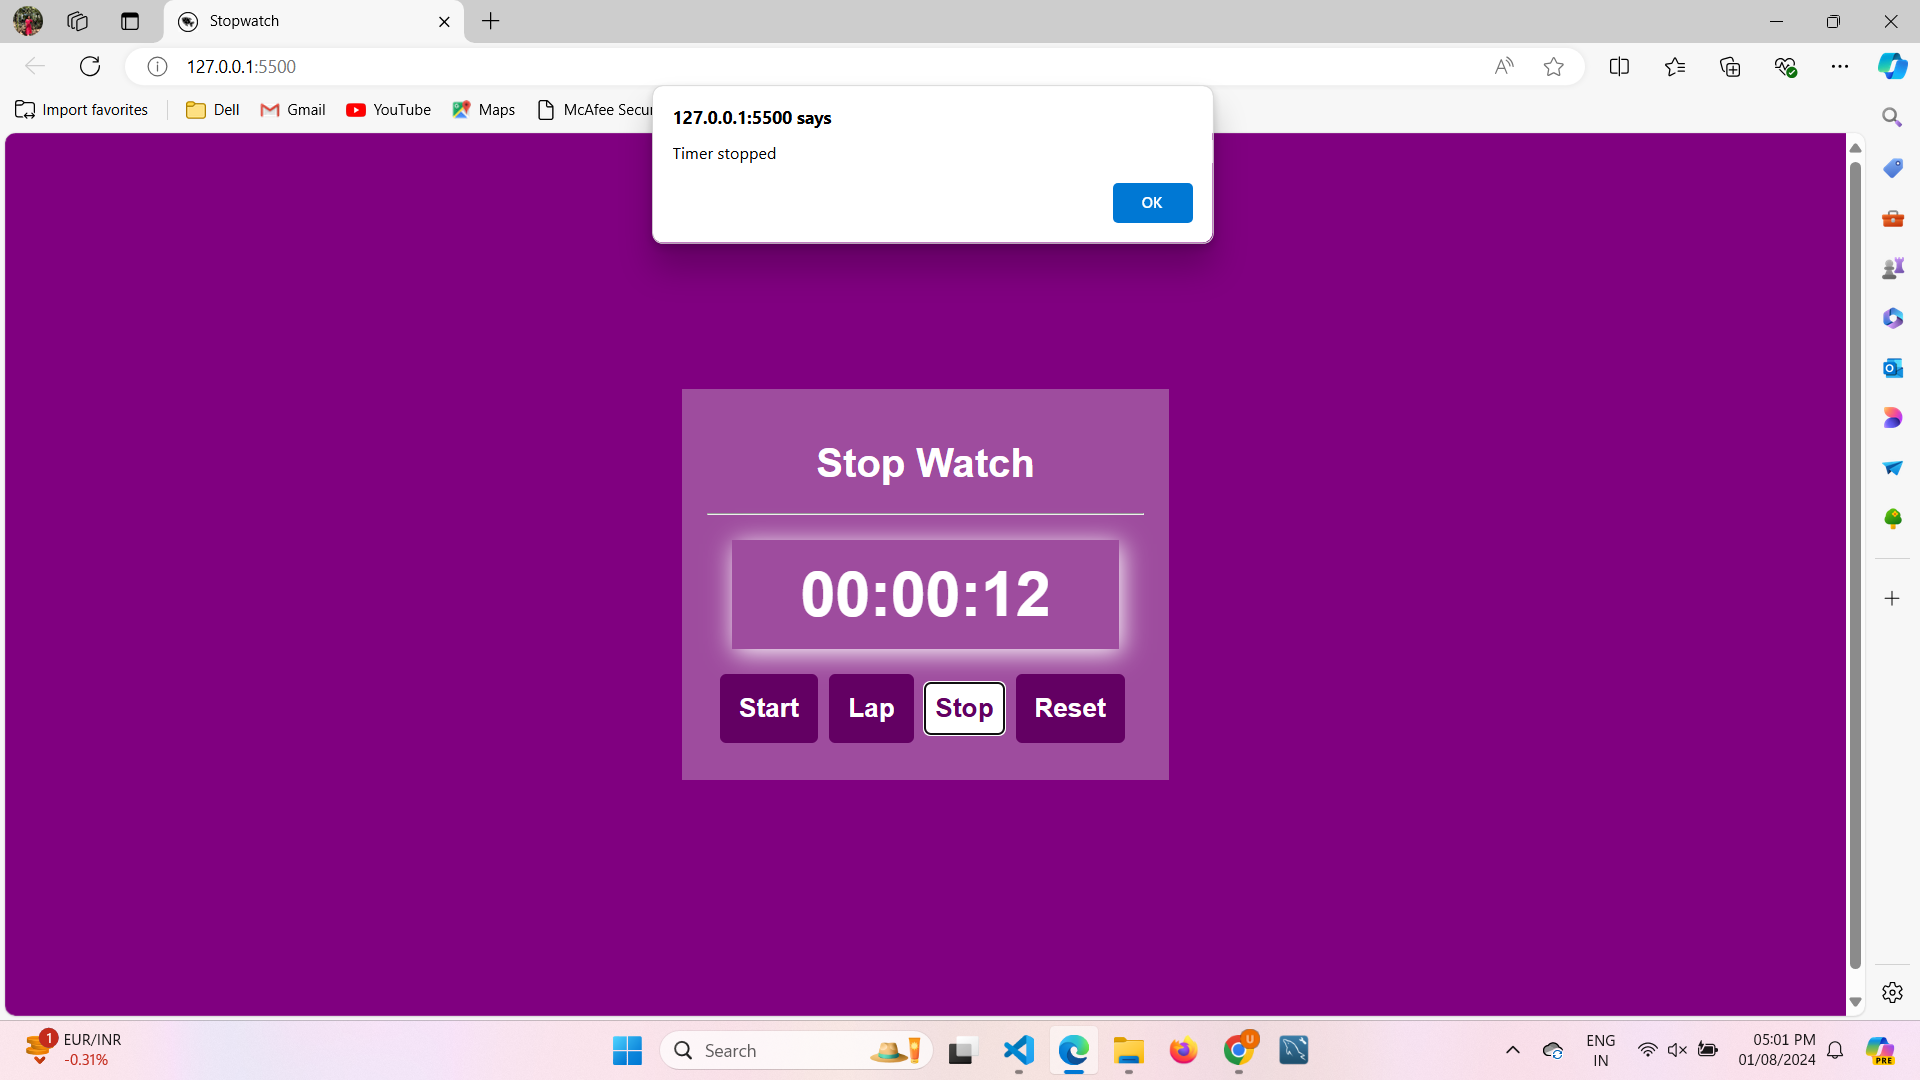 Stopwatch
127.0.0.1:5500
Import favorites
Dell
Gmail
YouTube
Maps
McAfee Secu
127.0.0.1:5500 says
Timer stopped
OK
Stop Watch
00:00:12
Start
Lap
Stop
Reset
1
EUR/INR
-0.31%
Search
U
ENG
IN
05:01 PM
01/08/2024
PRE